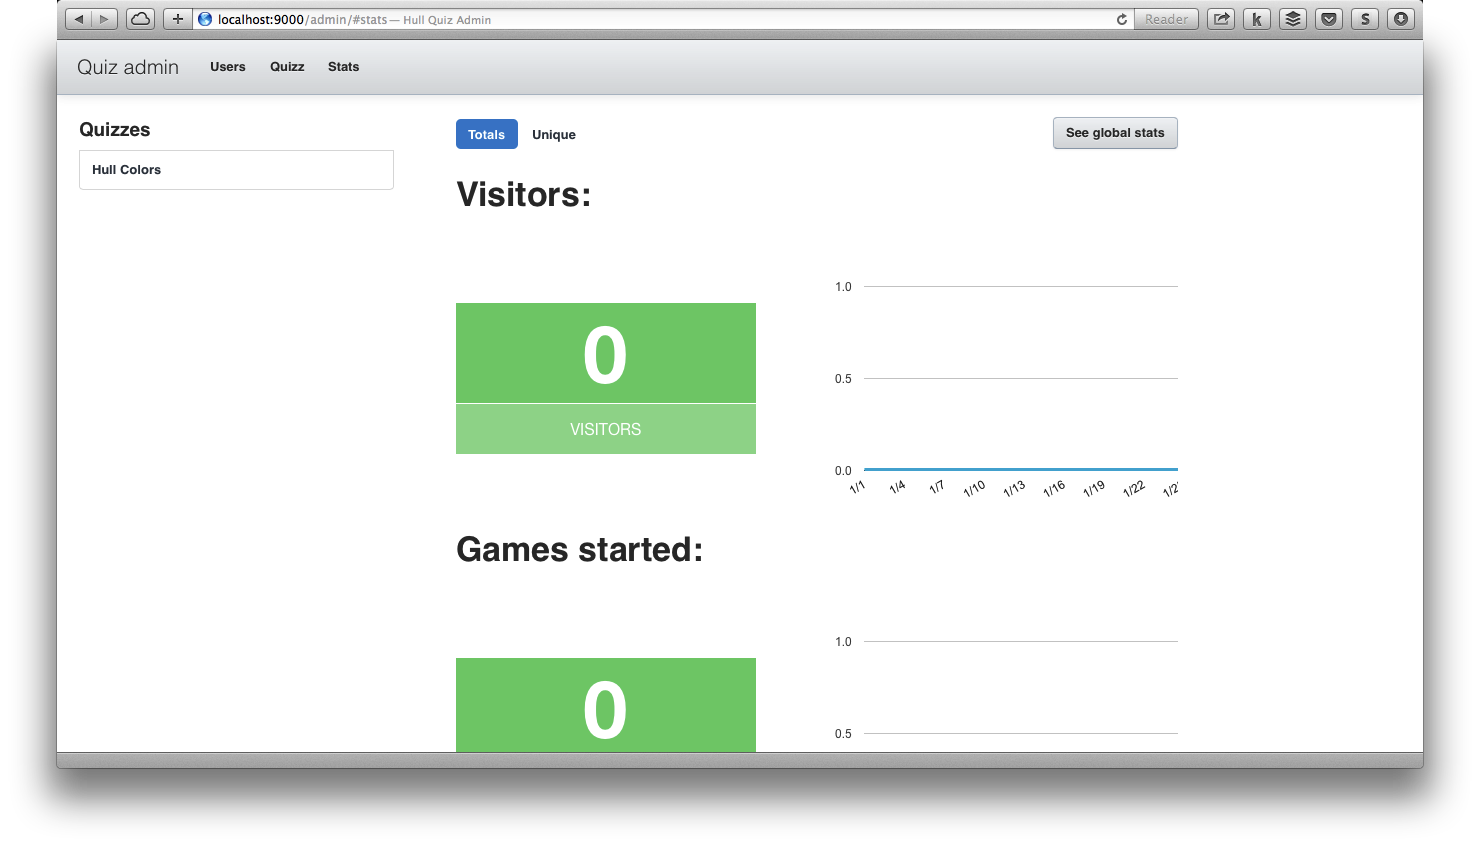 localhost:9000/admin/#stats — Hull Quiz Admin
Reader
k
S
Quiz admin
Users
Quizz
Stats
Quizzes
Hull Colors
Totals
Unique
See global stats
Visitors:
0
VISITORS
1.0
0.5
0.0
1/1
1/4
1/7
1/10
1/13
1/16
1/19
1/22
Games started:
0
1.0
0.5